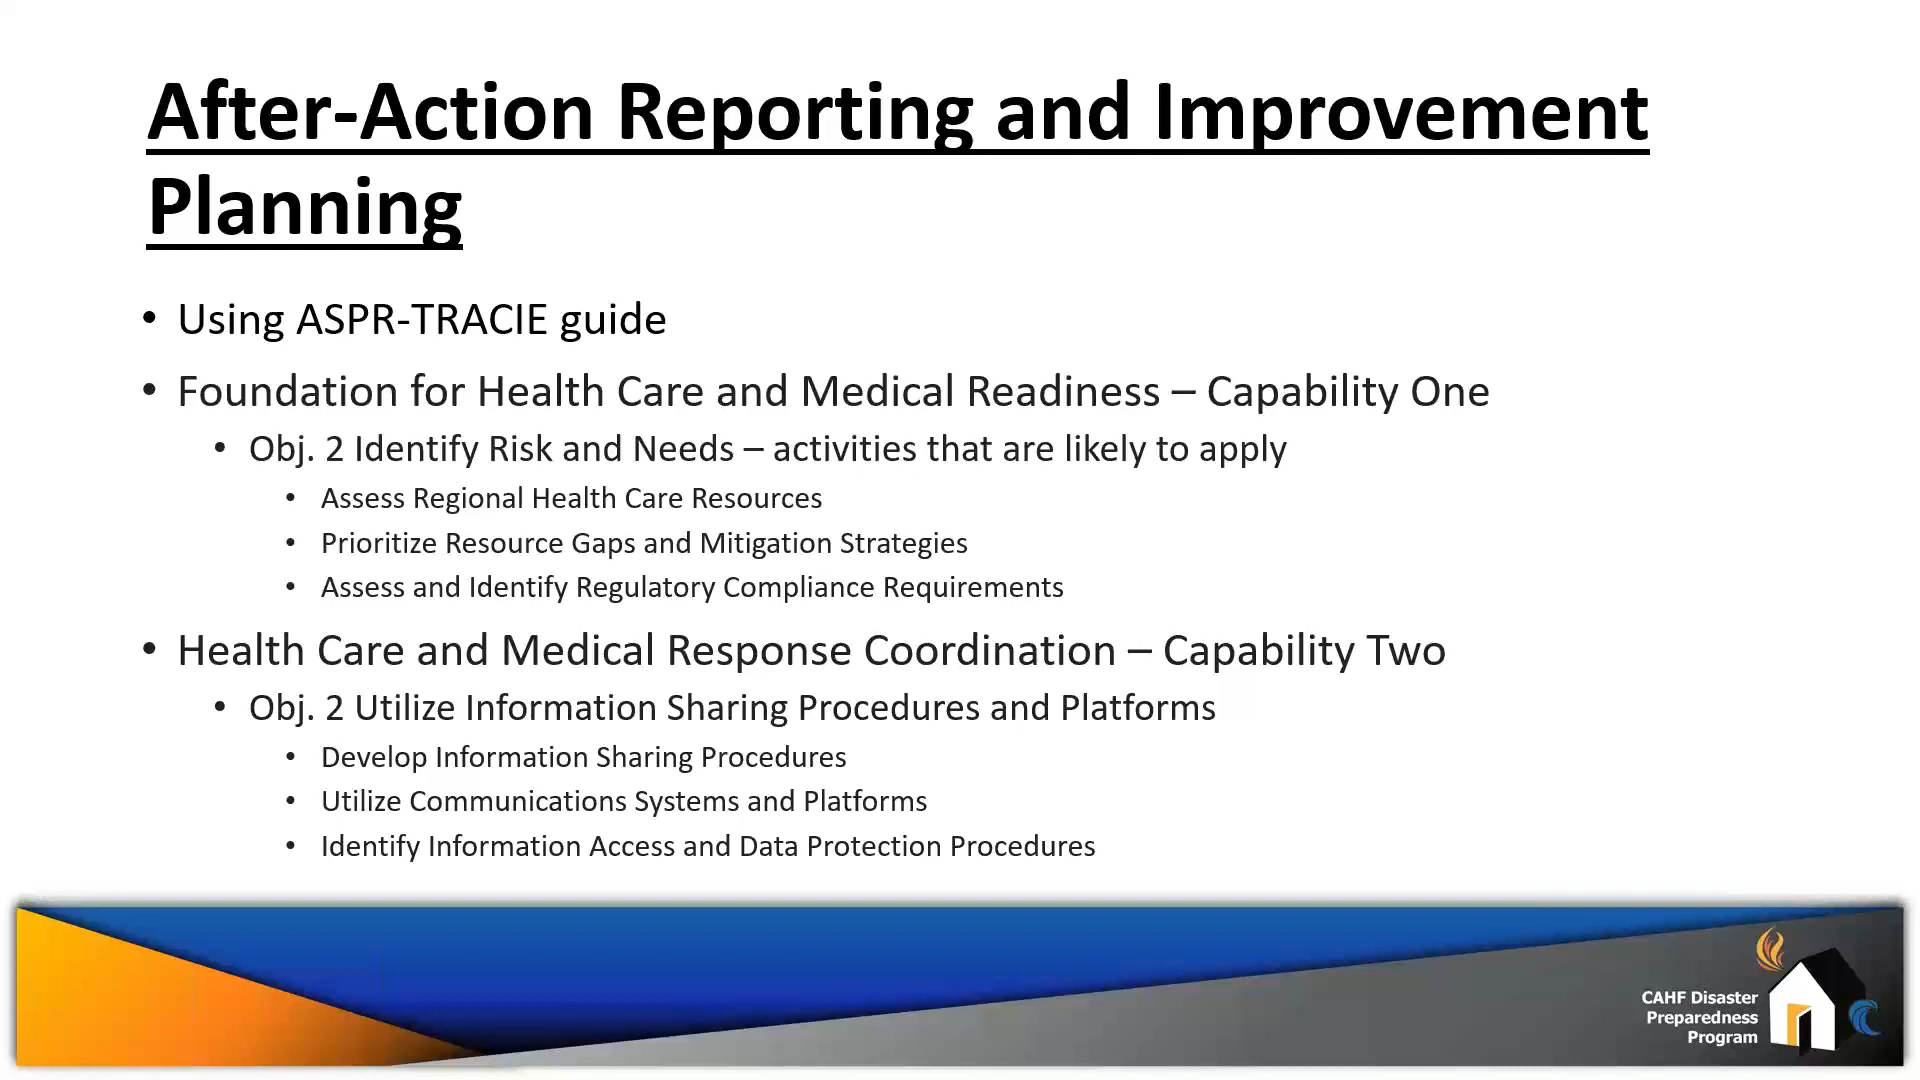 After-Action Reporting and Improvement
Planning
• Using ASPR-TRACIE guide
• Foundation for Health Care and Medical Readiness – Capability One
• Obj. 2 Identify Risk and Needs – activities that are likely to apply
• Assess Regional Health Care Resources
• Prioritize Resource Gaps and Mitigation Strategies
• Assess and Identify Regulatory Compliance Requirements
• Health Care and Medical Response Coordination – Capability Two
• Obj. 2 Utilize Information Sharing Procedures and Platforms
• Develop Information Sharing Procedures
• Utilize Communications Systems and Platforms
• Identify Information Access and Data Protection Procedures
CAHF Disaster
Preparedness
Program